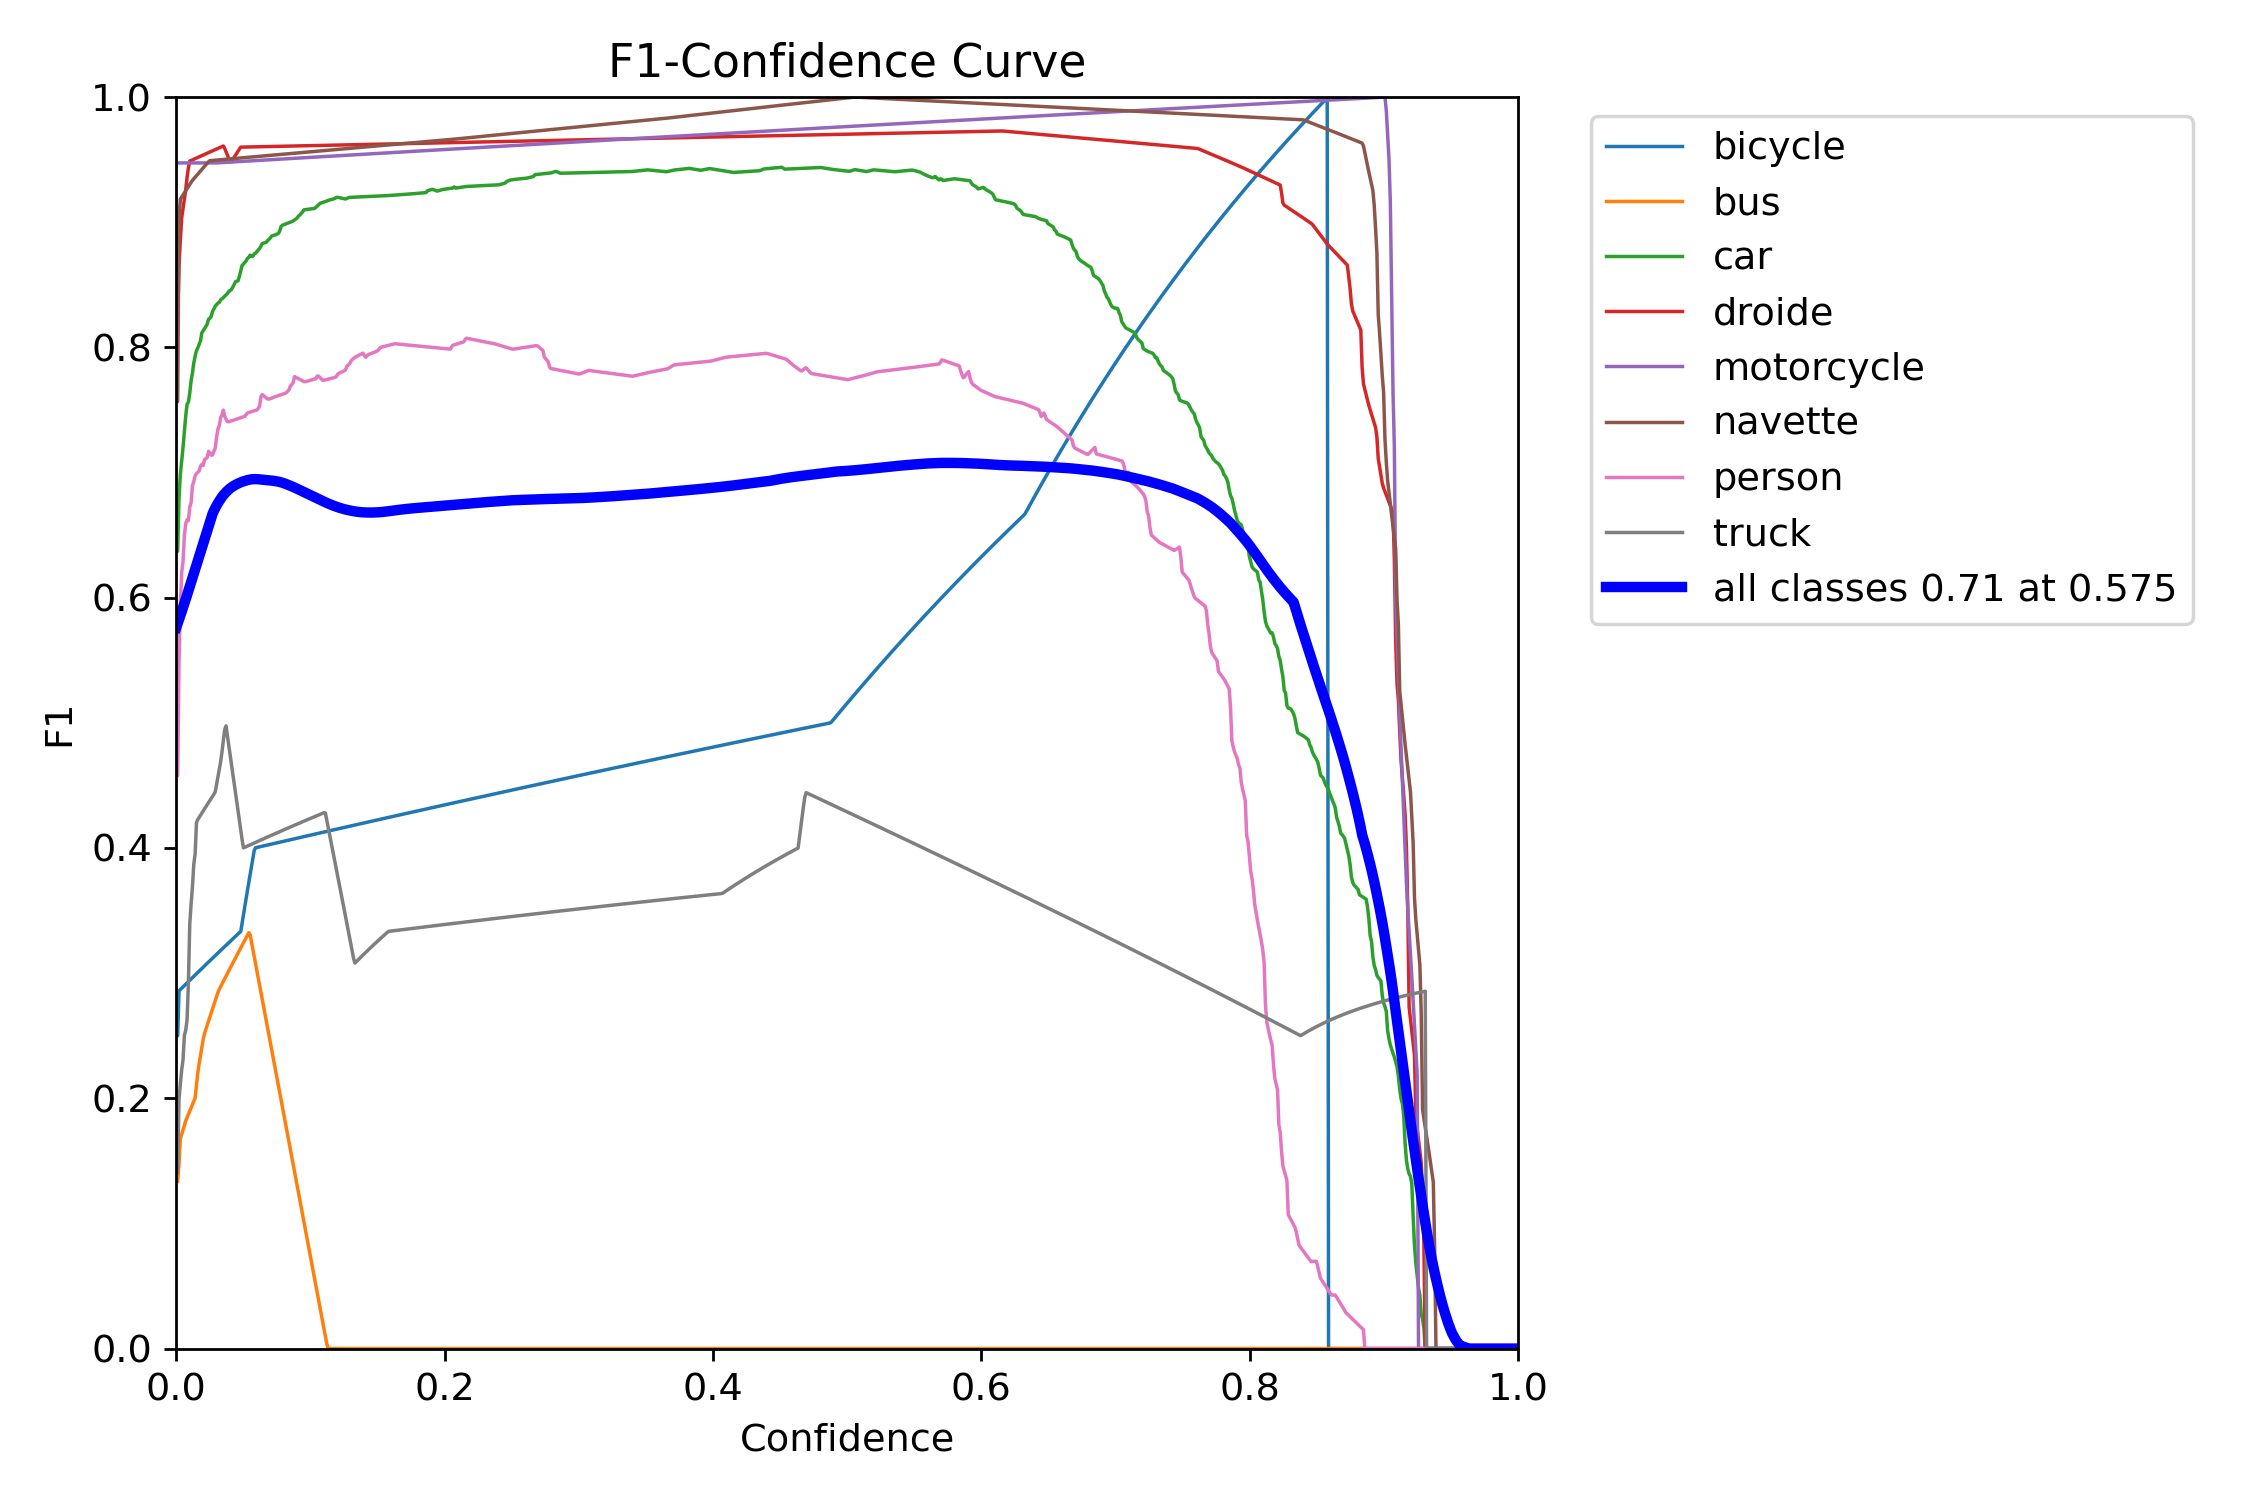 F1-Confidence Curve
1.0
0.8
0.6
0.4
0.2
0.0
F1
0.0 0.2 0.4 0.6 0.8 1.0
Confidence
bicycle
bus
car
droide
motorcycle
navette
person
truck
all classes 0.71 at 0.575